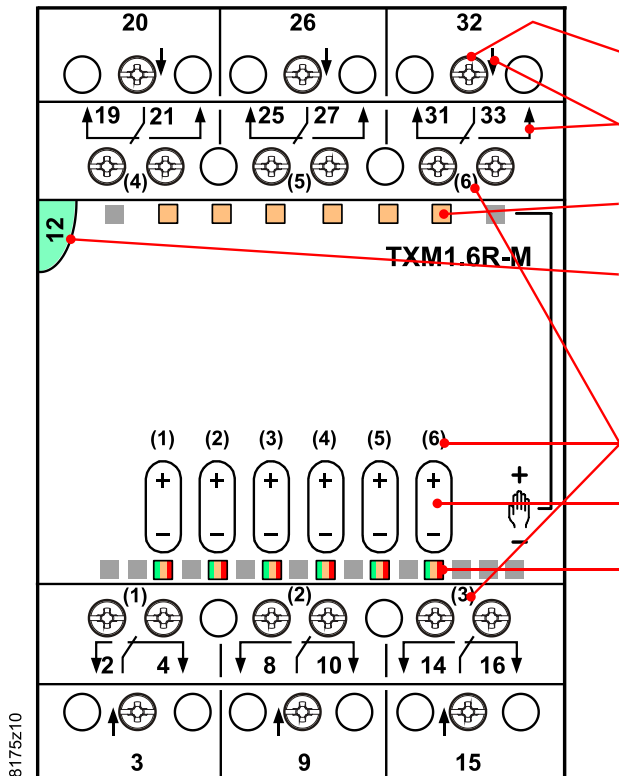 20 26 32
19 21 25 27 31 33
(4) (5) (6)
12
TXM1.6R-M
(1) (2) (3) (4) (5) (6)
+ + + + + + +
− − − − − − −
(1) (2) (3)
2 4 8 10 14 16
3 9 15
8175z10